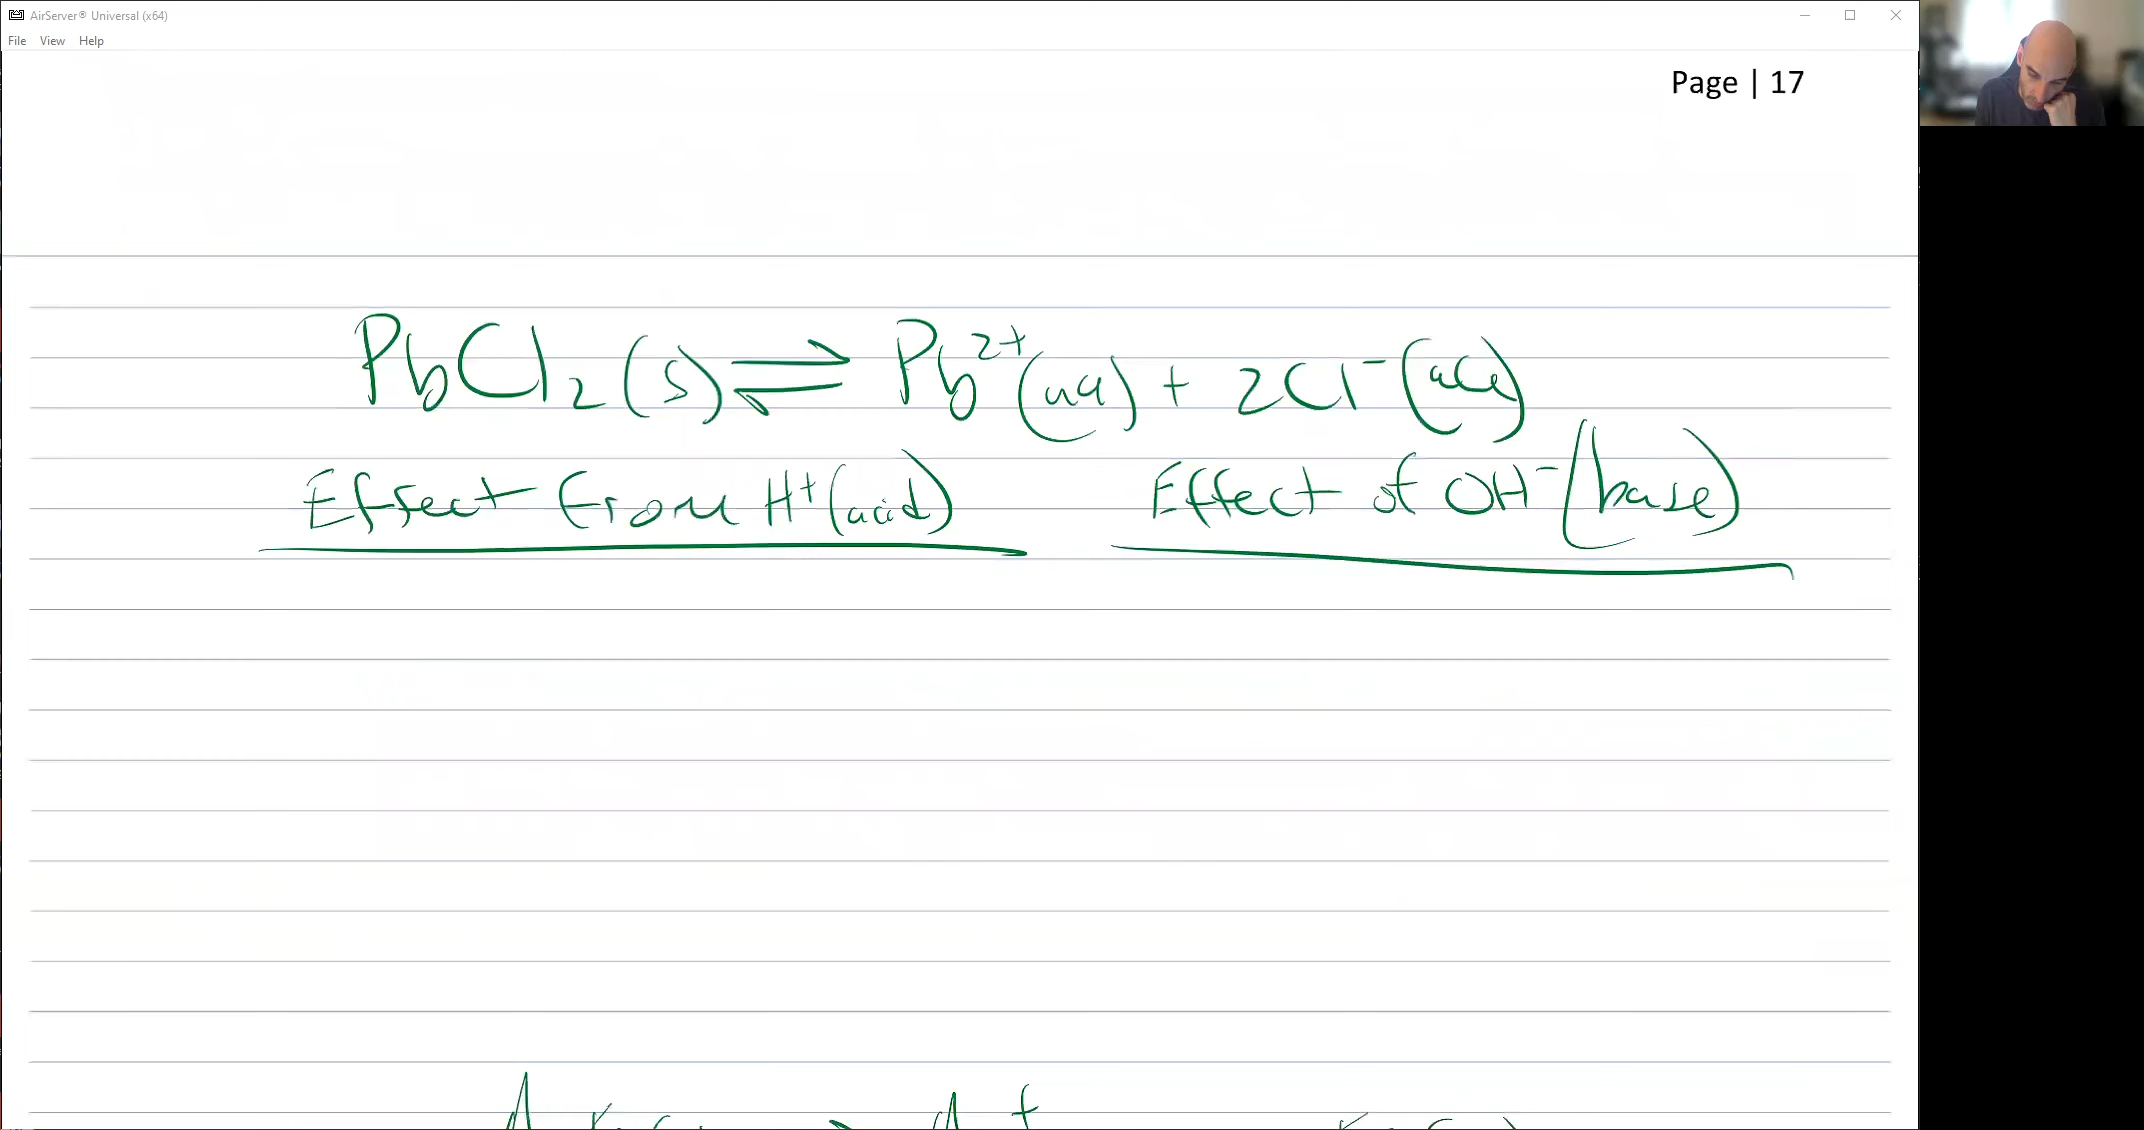 AirServer® Universal (x64)
File View Help
Page | 17
PbCl₂(s) ⇌ Pb²⁺(aq) + 2Cl⁻(aq)
Effect from H⁺(acid) Effect of OH⁻(base)